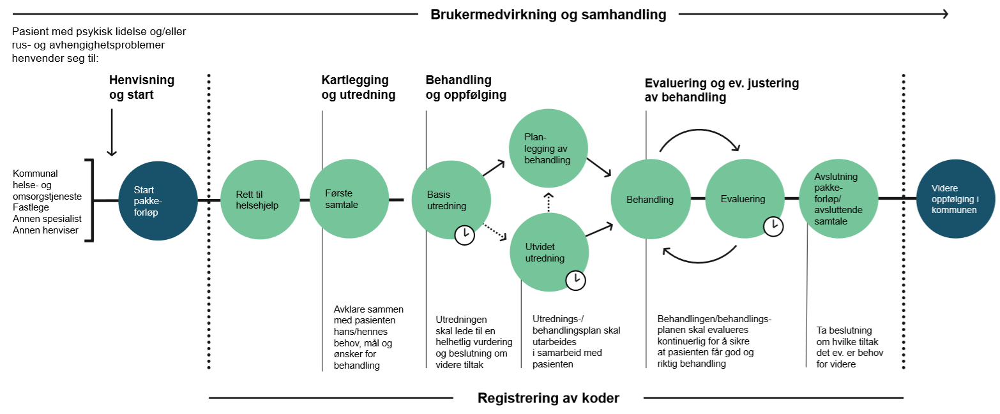 Brukermedvirkning og samhandling
Pasient med psykisk lidelse og/eller
rus- og avhengighetsproblemer
henvender seg til:
Henvisning
og start
Kartlegging
og utredning
Behandling
og oppfølging
Evaluering og ev. justering
av behandling
Kommunal
helse- og
omsorgstjeneste
Fastlege
Annen spesialist
Annen henviser
Start
pakke-
forløp
Rett til
helsehjelp
Første
samtale
Basis
utredning
Plan-
legging av
behandling
Utvidet
utredning
Behandling
Evaluering
Avslutning
pakke-
forløp/
avsluttende
samtale
Videre
oppfølging i
kommunen
Avklare sammen
med pasienten
hans/hennes
behov, mål og
ønsker for
behandling
Utredningen
skal lede til en
helhetlig vurdering
og beslutning om
videre tiltak
Utrednings-/
behandlingsplan skal
utarbeides
i samarbeid med
pasienten
Behandlingen/behandlings-
planen skal evalueres
kontinuerlig for å sikre
at pasienten får god og
riktig behandling
Ta beslutning
om hvilke tiltak
det ev. er behov
for videre
Registrering av koder